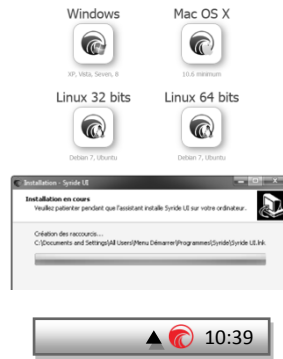 Windows
Mac OS X
XP, Vista, Seven, 8
10.6 minimum
Linux 32 bits
Linux 64 bits
Debian 7, Ubuntu
Debian 7, Ubuntu
Installation - Syride UI
Installation en cours
Veuillez patienter pendant que l'assistant installe Syride UI sur votre ordinateur.
Création des raccourcis...
C:\Documents and Settings\All Users\Menu Démarrer\Programmes\Syride\Syride UI.lnk
10:39